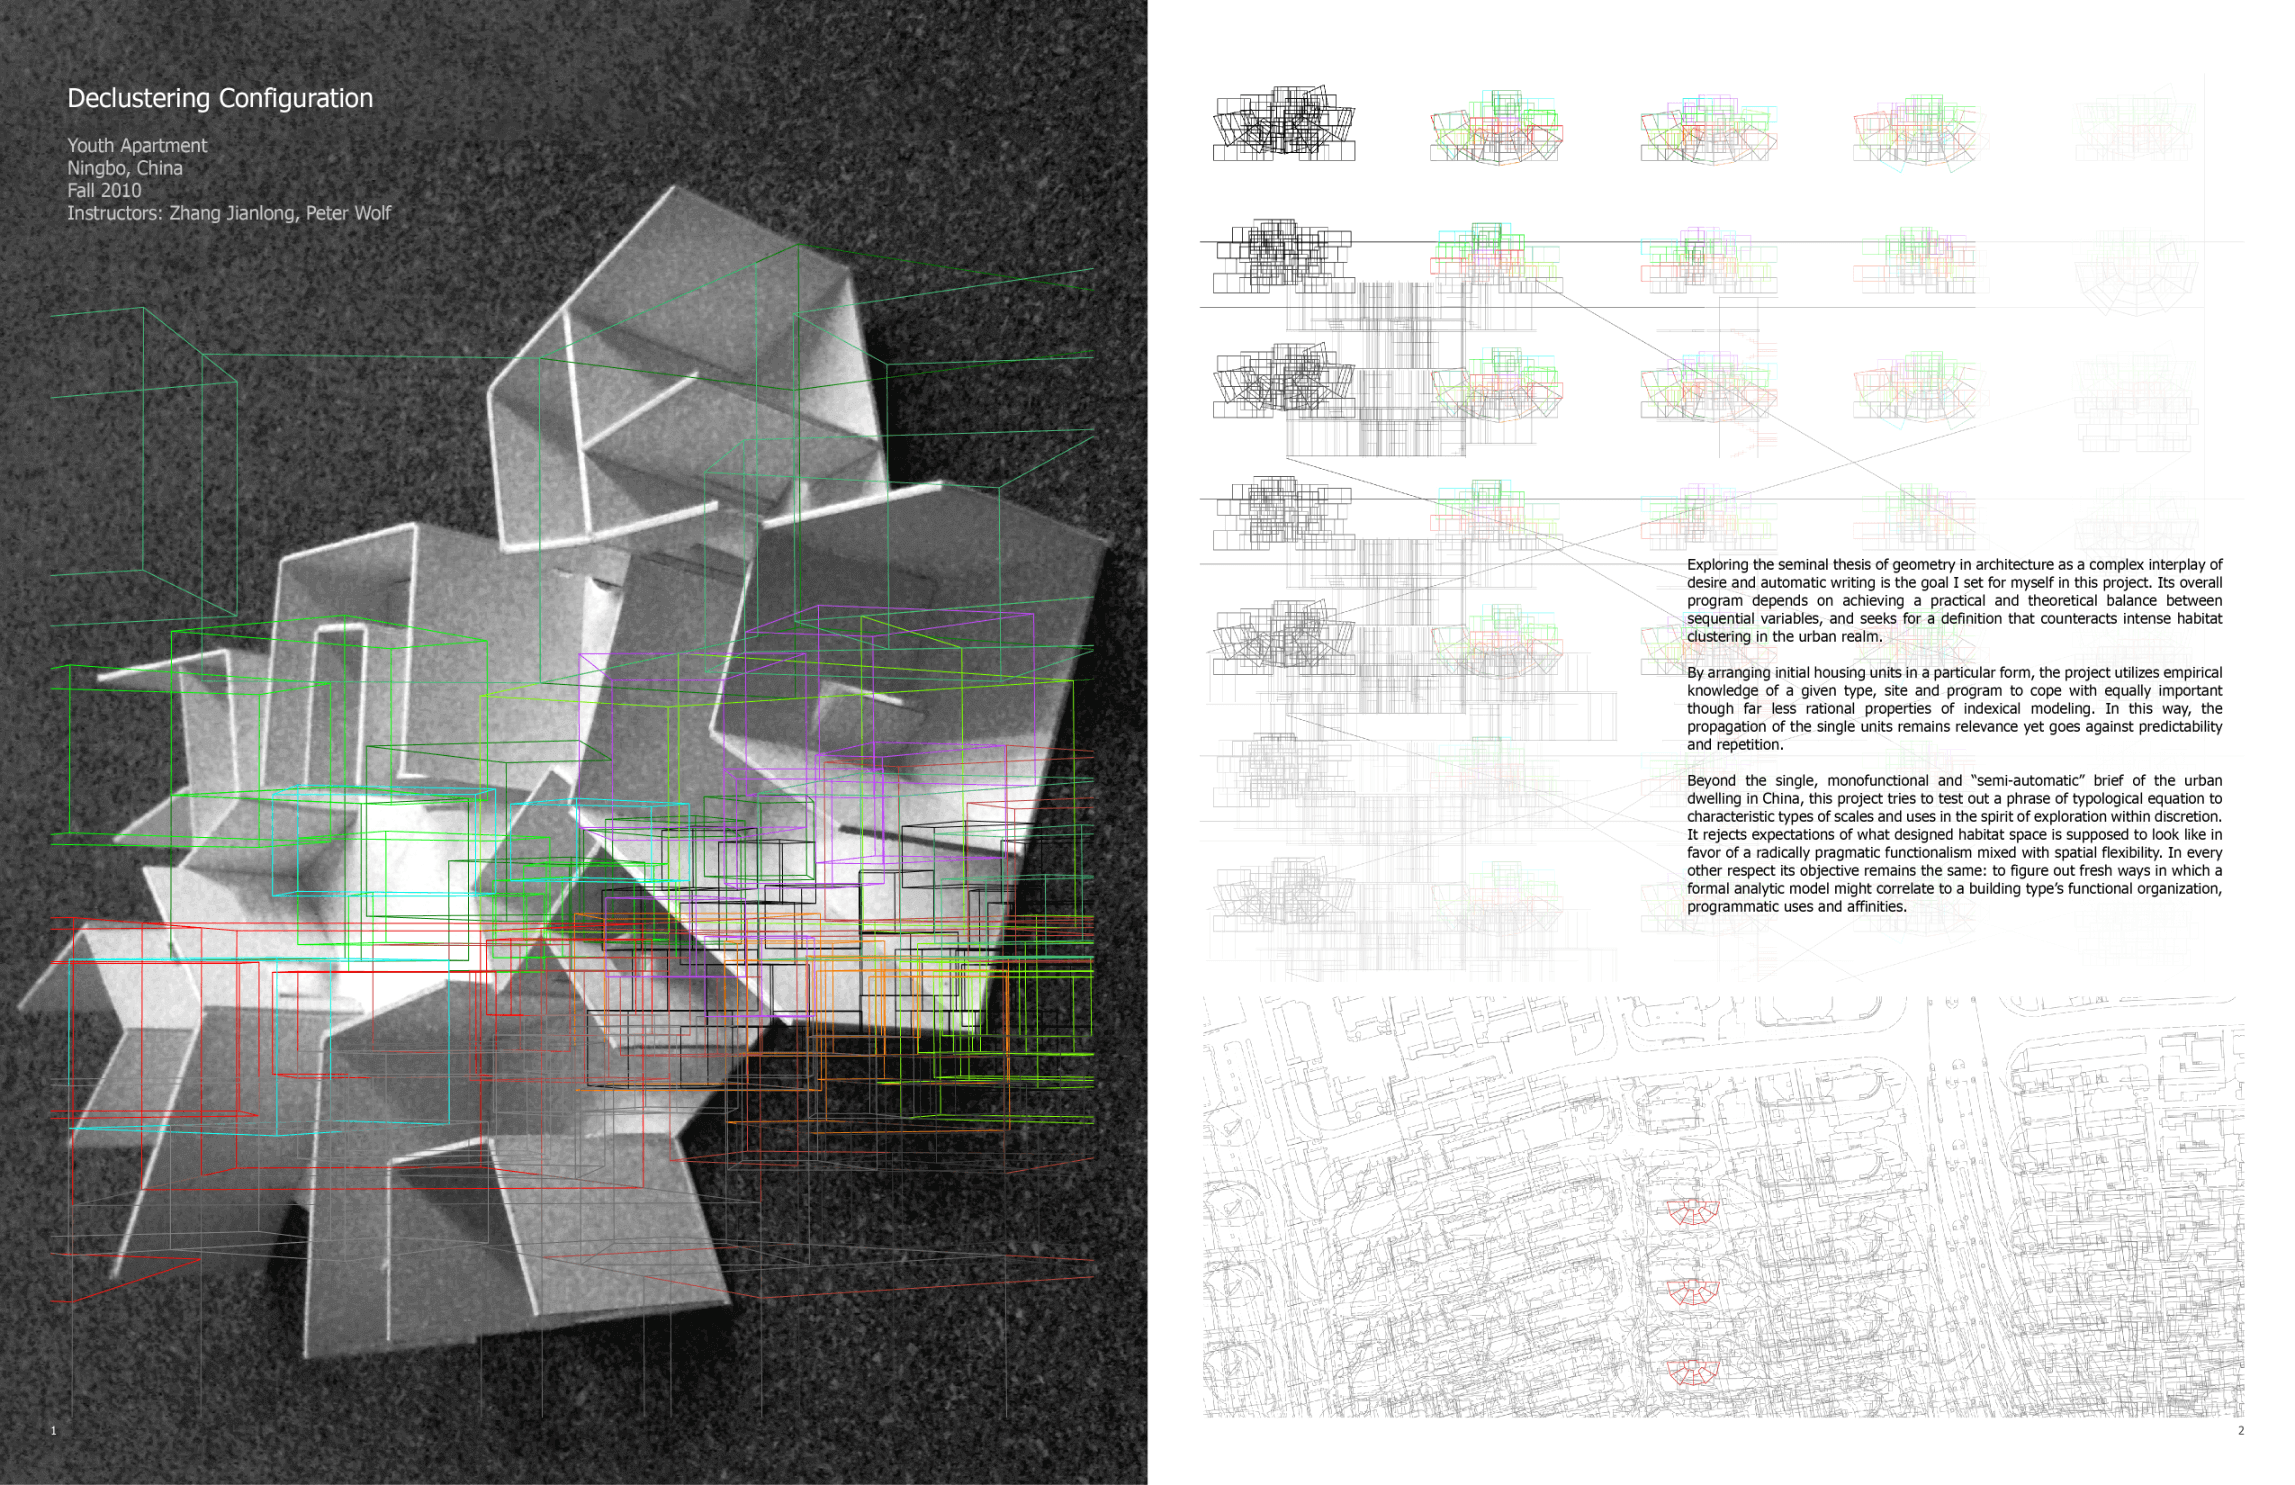 Declustering Configuration
Youth Apartment
Ningbo, China
Fall 2010
Instructors: Zhang Jianlong, Peter Wolf
Exploring the seminal thesis of geometry in architecture as a complex interplay of
desire and automatic writing is the goal I set for myself in this project. Its overall
program depends on achieving a practical and theoretical balance between
sequential variables, and seeks for a definition that counteracts intense habitat
clustering in the urban realm.
By arranging initial housing units in a particular form, the project utilizes empirical
knowledge of a given type, site and program to cope with equally important
though far less rational properties of indexical modeling. In this way, the
propagation of the single units remains relevance yet goes against predictability
and repetition.
Beyond the single, monofunctional and “semi-automatic” brief of the urban
dwelling in China, this project tries to test out a phrase of typological equation to
characteristic types of scales and uses in the spirit of exploration within discretion.
It rejects expectations of what designed habitat space is supposed to look like in
favor of a radically pragmatic functionalism mixed with spatial flexibility. In every
other respect its objective remains the same: to figure out fresh ways in which a
formal analytic model might correlate to a building type’s functional organization,
programmatic uses and affinities.
1
2